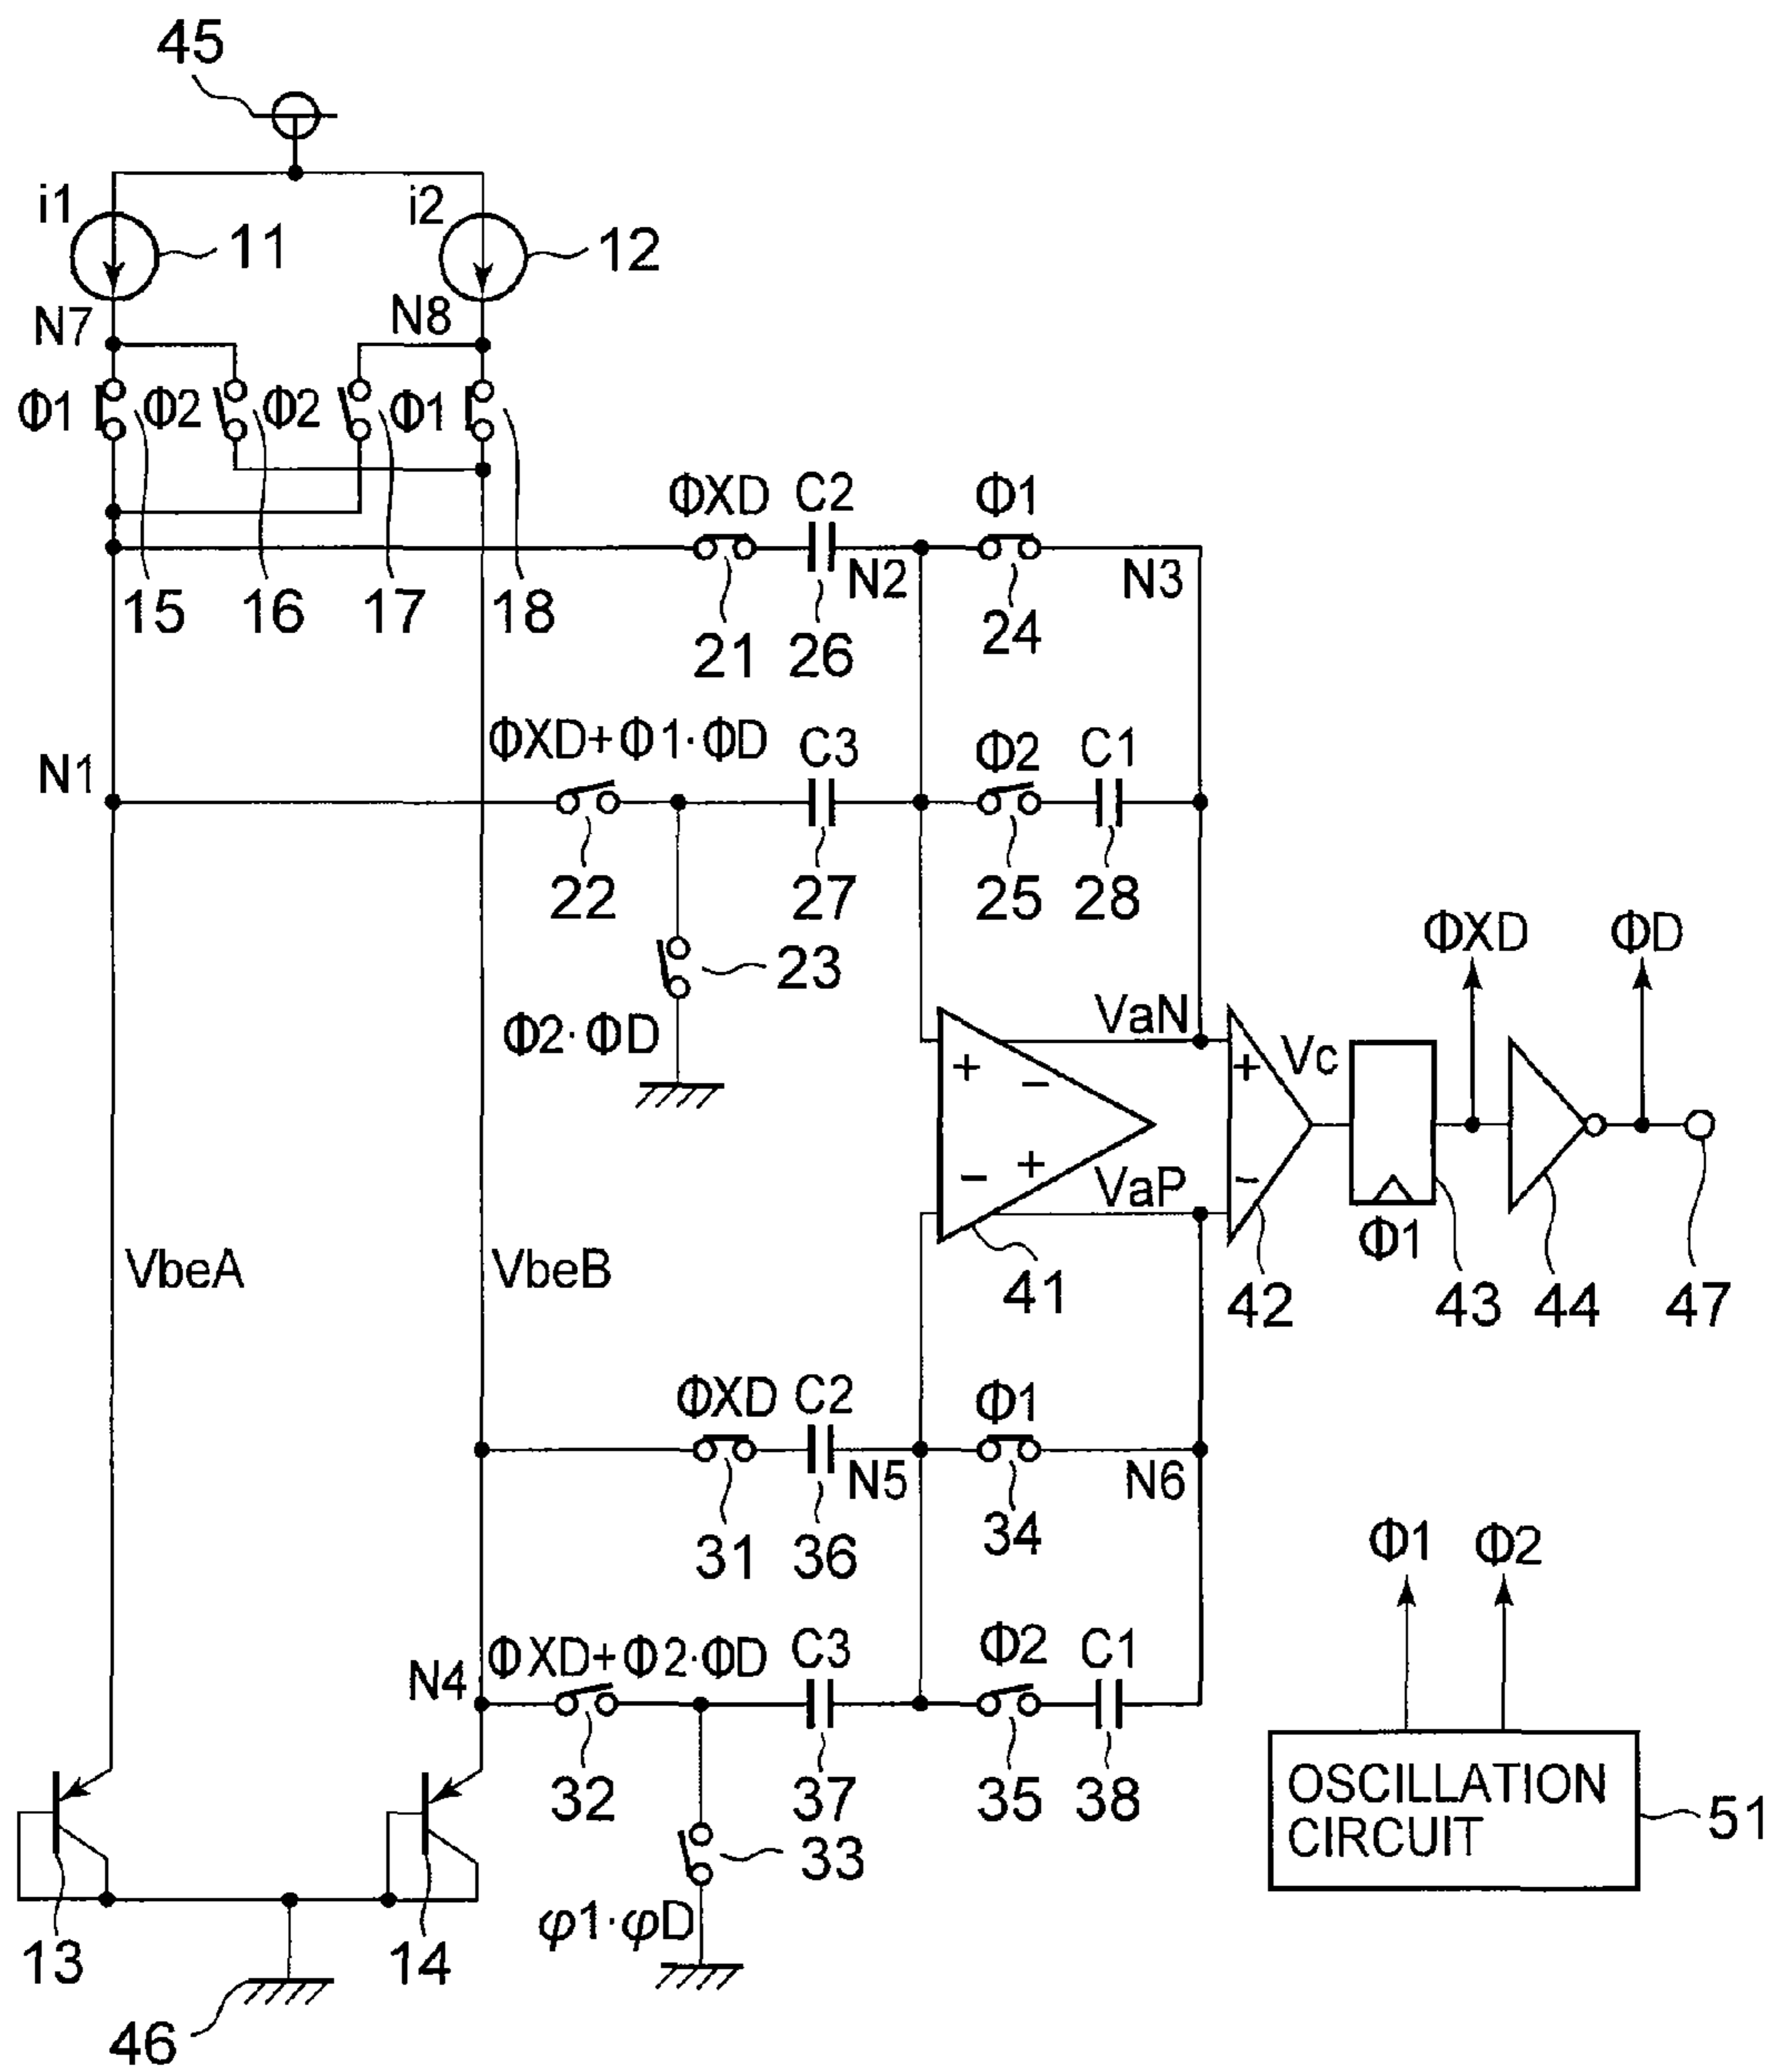 45
i1
11
i2
12
N7
N8
Φ1
Φ2
Φ2
Φ1
15
16
17
18
ΦXD
C2
Φ1
N2
N3
21
26
24
ΦXD+Φ1·ΦD
C3
Φ2
C1
N1
22
27
25
28
23
Φ2·ΦD
ΦXD
ΦD
VaN
Vc
+
−
+
−
+
−
VaP
Φ1
41
42
43
44
47
VbeA
VbeB
ΦXD
C2
Φ1
N5
N6
31
36
34
Φ1
Φ2
N4
ΦXD+Φ2·ΦD
C3
Φ2
C1
32
37
35
38
33
φ1·φD
OSCILLATION
CIRCUIT
51
13
14
46